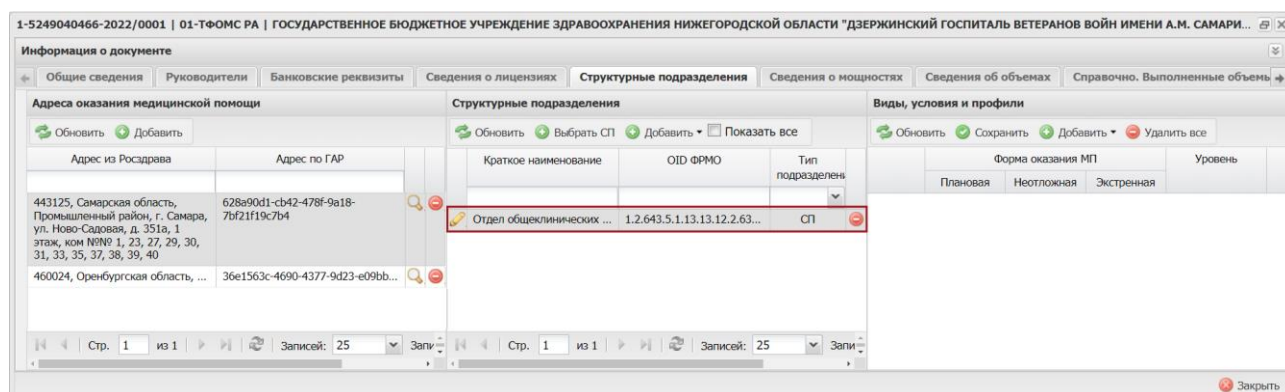 1-5249040466-2022/0001 | 01-ТФОМС РА | ГОСУДАРСТВЕННОЕ БЮДЖЕТНОЕ УЧРЕЖДЕНИЕ ЗДРАВООХРАНЕНИЯ НИЖЕГОРОДСКОЙ ОБЛАСТИ "ДЗЕРЖИНСКИЙ ГОСПИТАЛЬ ВЕТЕРАНОВ ВОЙН ИМЕНИ А.М. САМАРИ...
Информация о документе
Общие сведения Руководители Банковские реквизиты Сведения о лицензиях Структурные подразделения Сведения о мощностях Сведения об объемах Справочно. Выполненные объемы
Адреса оказания медицинской помощи Структурные подразделения Виды, условия и профили
Обновить Добавить Обновить Выбрать СП Добавить Показать все Обновить Сохранить Добавить Удалить все
Адрес из Росздрава Адрес по ГАР Краткое наименование OID ФРМО Тип Форма оказания МП Уровень
подразделени
Плановая Неотложная Экстренная
443125, Самарская область, 628a90d1-cb42-478f-9a18-
Промышленный район, г. Самара, 7bf21f19c7b4
ул. Ново-Садовая, д. 351а, 1 Отдел общеклинических ... 1.2.643.5.1.13.13.12.2.63... СП
этаж, ком №№ 1, 23, 27, 29, 30,
31, 33, 35, 37, 38, 39, 40
460024, Оренбургская область, ... 36e1563c-4690-4377-9d23-e09bb...
Стр. 1 из 1 Записей: 25 Запи Стр. 1 из 1 Записей: 25 Запи
Закрыть